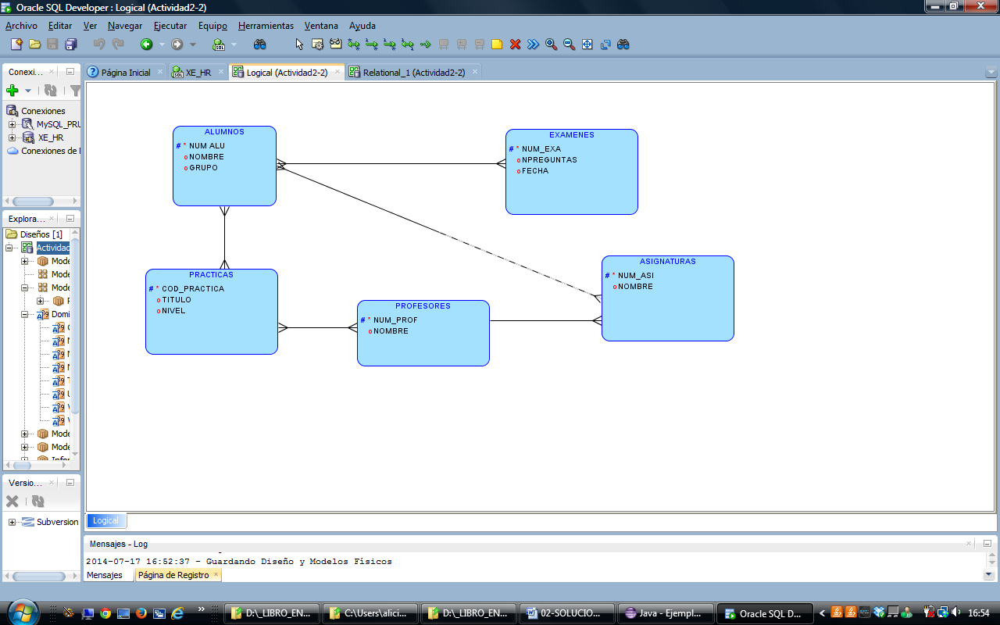 Oracle SQL Developer : Logical (Actividad2-2)
Archivo Editar Ver Navegar Ejecutar Equipo Herramientas Ventana Ayuda
Conexi...
Página Inicial XE_HR Logical (Actividad2-2) Relational_1 (Actividad2-2)
Conexiones
MySQL_PRU
XE_HR
Conexiones de
Explora...
Diseños [1]
Actividad
Mode
Mode
Mode
Domi
Mode
Mode
Infor
Versio...
Subversion
ALUMNOS
# * NUM ALU
o NOMBRE
o GRUPO
EXAMENES
# * NUM_EXA
o NPREGUNTAS
o FECHA
PRACTICAS
# * COD_PRACTICA
o TITULO
o NIVEL
PROFESORES
# * NUM_PROF
o NOMBRE
ASIGNATURAS
# * NUM_ASI
o NOMBRE
Logical
Mensajes - Log
2014-07-17 16:52:37 - Guardando Diseño y Modelos Físicos
Mensajes Página de Registro
D:\_LIBRO_EN... C:\Users\alici... D:\_LIBRO_EN... 02-SOLUCIO... Java - Ejempl... Oracle SQL D... 16:54